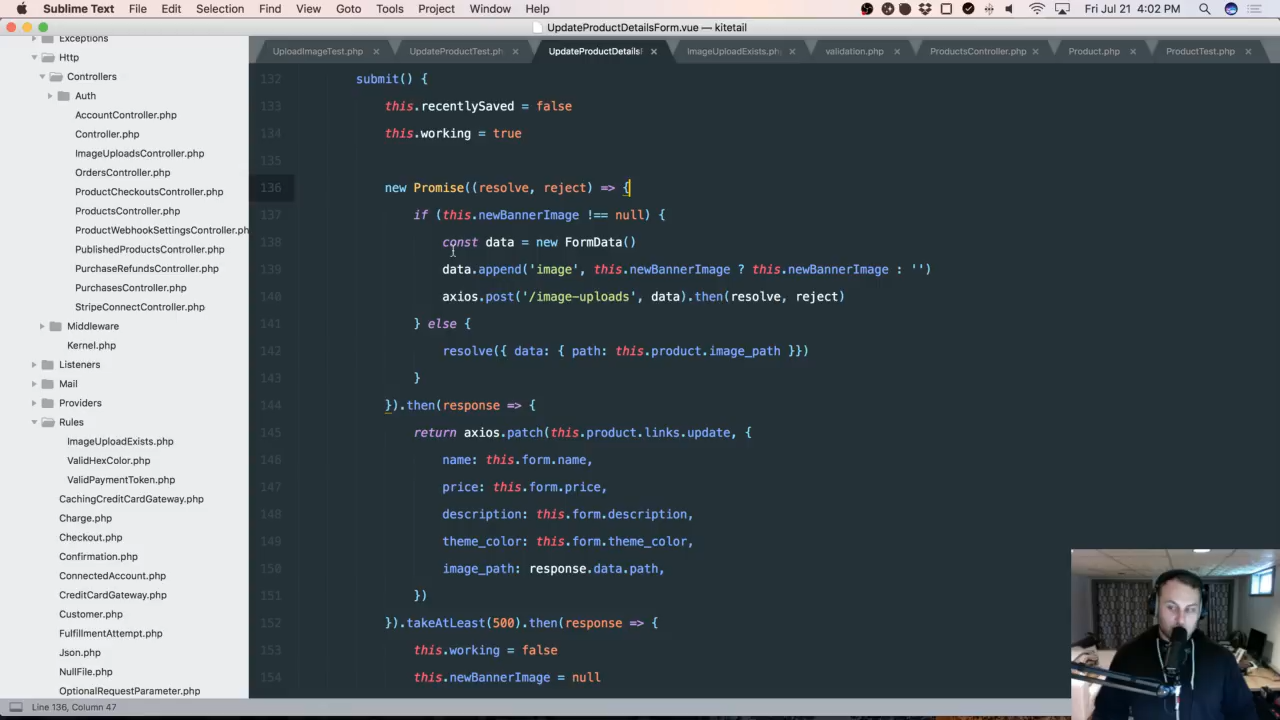 Sublime Text File Edit Selection Find View Goto Tools Project Window Help Fri Jul 21 4:02 PM
UpdateProductDetailsForm.vue — kitetail
UploadImageTest.php × UpdateProductTest.ph × UpdateProductDetails × ImageUploadExists.ph × validation.php × ProductsController.php × Product.php × ProductTest.php ×
Exceptions
Http
Controllers
Auth
AccountController.php
Controller.php
ImageUploadsController.php
OrdersController.php
ProductCheckoutsController.php
ProductsController.php
ProductWebhookSettingsController.ph
PublishedProductsController.php
PurchaseRefundsController.php
PurchasesController.php
StripeConnectController.php
Middleware
Kernel.php
Listeners
Mail
Providers
Rules
ImageUploadExists.php
ValidHexColor.php
ValidPaymentToken.php
CachingCreditCardGateway.php
Charge.php
Checkout.php
Confirmation.php
ConnectedAccount.php
CreditCardGateway.php
Customer.php
FulfillmentAttempt.php
Json.php
NullFile.php
OptionalRequestParameter.php
132 submit() {
133 this.recentlySaved = false
134 this.working = true
135
136 new Promise((resolve, reject) => {
137 if (this.newBannerImage !== null) {
138 const data = new FormData()
139 data.append('image', this.newBannerImage ? this.newBannerImage : '')
140 axios.post('/image-uploads', data).then(resolve, reject)
141 } else {
142 resolve({ data: { path: this.product.image_path }})
143 }
144 }).then(response => {
145 return axios.patch(this.product.links.update, {
146 name: this.form.name,
147 price: this.form.price,
148 description: this.form.description,
149 theme_color: this.form.theme_color,
150 image_path: response.data.path,
151 })
152 }).takeAtLeast(500).then(response => {
153 this.working = false
154 this.newBannerImage = null
Line 136, Column 47